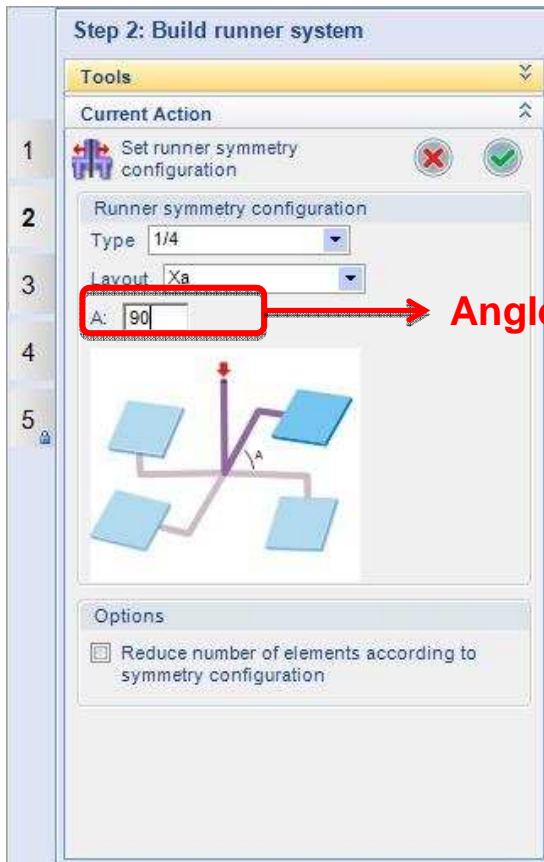 Step 2: Build runner system
Tools
Current Action
1
Set runner symmetry
configuration
2
Runner symmetry configuration
Type 1/4
3
Layout Xa
A: 90
Angle
4
A
5
Options
Reduce number of elements according to
symmetry configuration